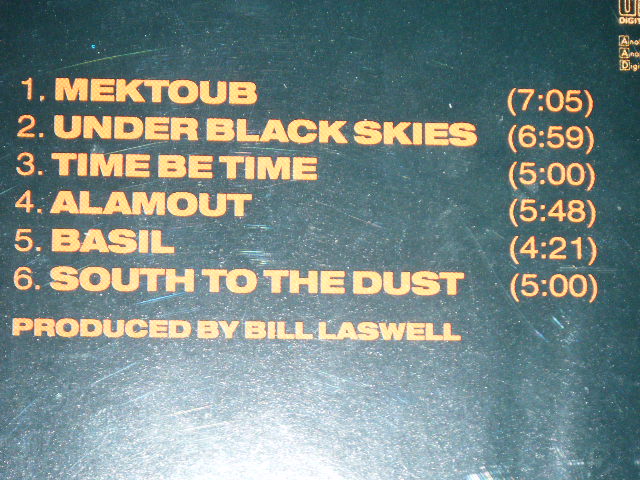 1. MEKTOUB (7:05)
2. UNDER BLACK SKIES (6:59)
3. TIME BE TIME (5:00)
4. ALAMOUT (5:48)
5. BASIL (4:21)
6. SOUTH TO THE DUST (5:00)
PRODUCED BY BILL LASWELL